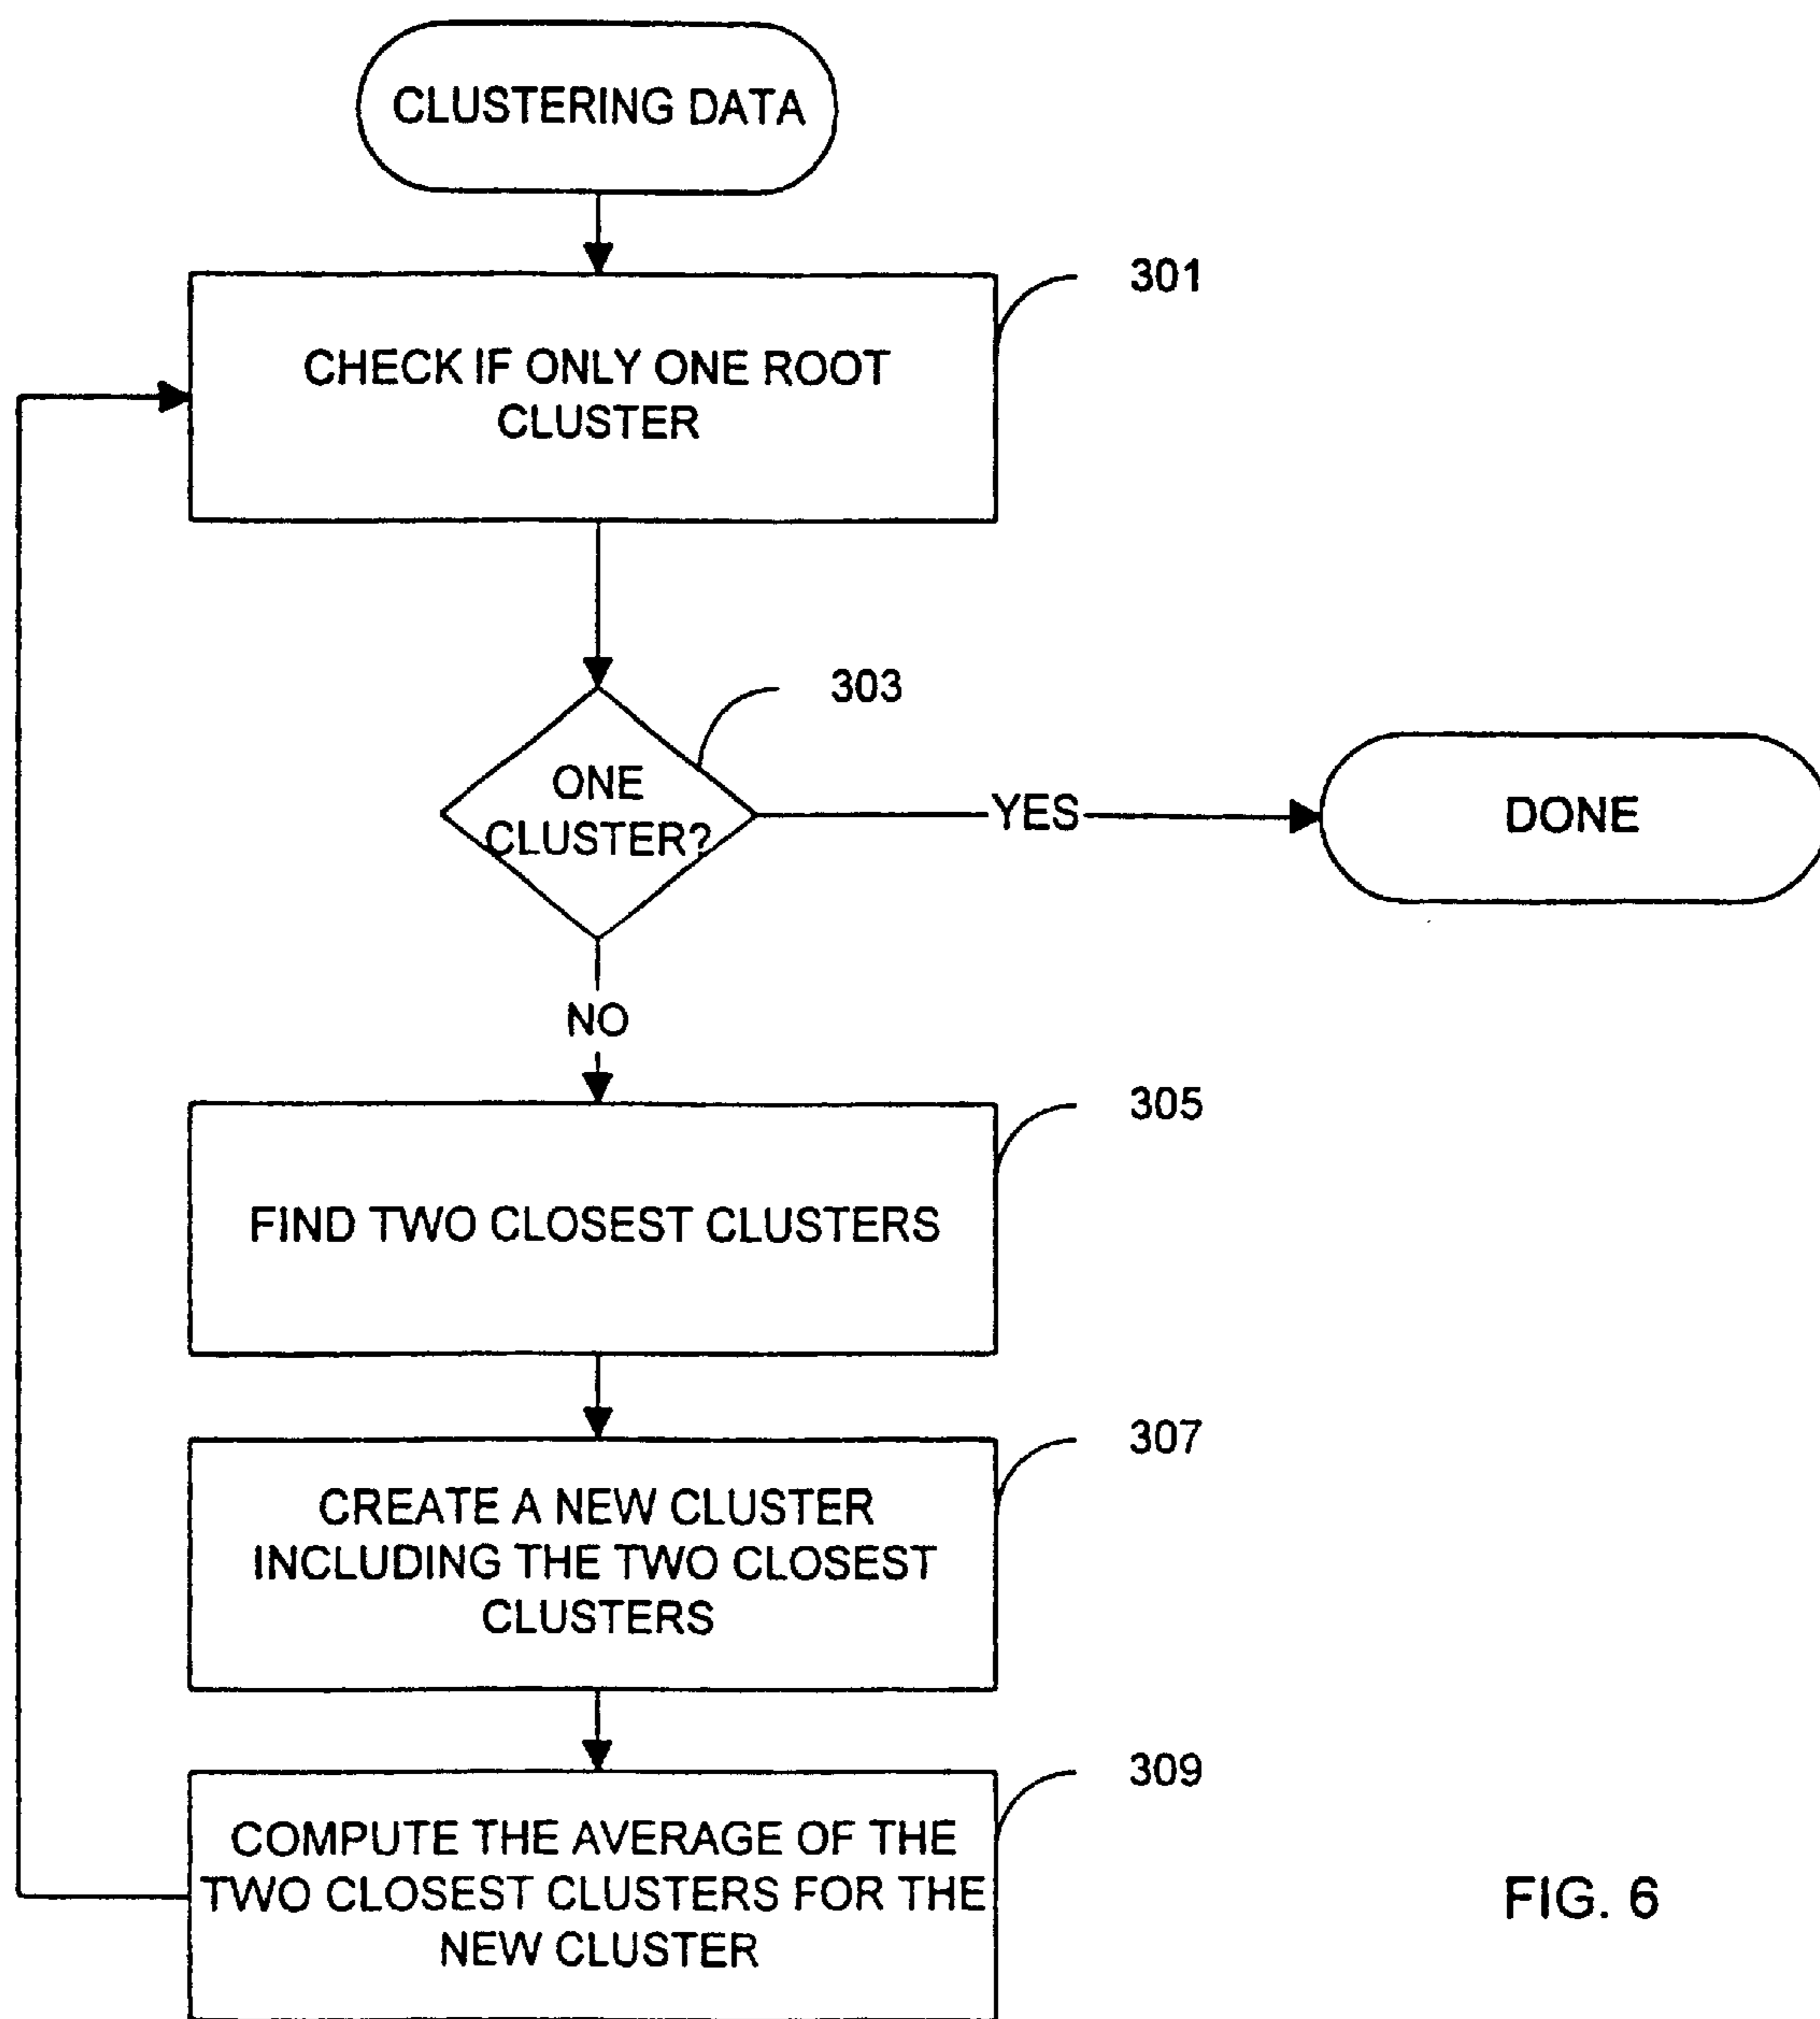 CLUSTERING DATA
301
CHECK IF ONLY ONE ROOT
CLUSTER
303
ONE
CLUSTER?
YES
DONE
NO
305
FIND TWO CLOSEST CLUSTERS
307
CREATE A NEW CLUSTER
INCLUDING THE TWO CLOSEST
CLUSTERS
309
COMPUTE THE AVERAGE OF THE
TWO CLOSEST CLUSTERS FOR THE
NEW CLUSTER
FIG. 6